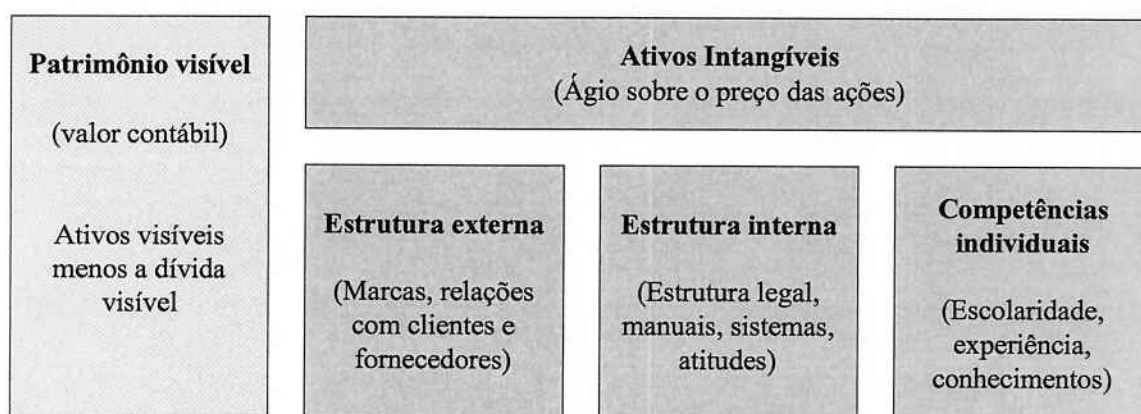 Patrimônio visível
(valor contábil)
Ativos visíveis
menos a dívida
visível
Ativos Intangíveis
(Ágio sobre o preço das ações)
Estrutura externa
(Marcas, relações
com clientes e
fornecedores)
Estrutura interna
(Estrutura legal,
manuais, sistemas,
atitudes)
Competências
individuais
(Escolaridade,
experiência,
conhecimentos)